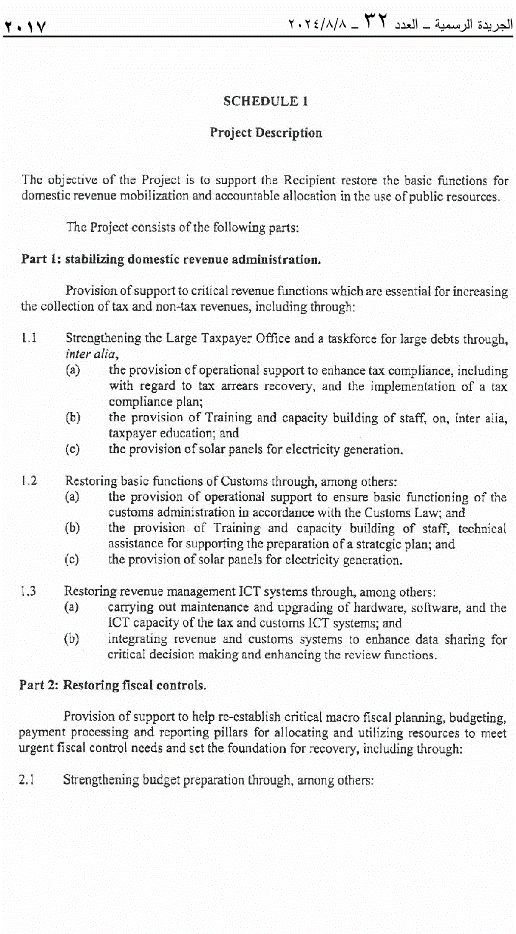 الجريدة الرسمية – العدد ٣٢ – ٢٠٢٤/٨/٨
٢٠١٧
SCHEDULE 1
Project Description
The objective of the Project is to support the Recipient restore the basic functions for
domestic revenue mobilization and accountable allocation in the use of public resources.
The Project consists of the following parts:
Part 1: stabilizing domestic revenue administration.
Provision of support to critical revenue functions which are essential for increasing
the collection of tax and non-tax revenues, including through:
1.1 Strengthening the Large Taxpayer Office and a taskforce for large debts through,
inter alia,
(a) the provision of operational support to enhance tax compliance, including
with regard to tax arrears recovery, and the implementation of a tax
compliance plan;
(b) the provision of Training and capacity building of staff, on, inter alia,
taxpayer education; and
(c) the provision of solar panels for electricity generation.
1.2 Restoring basic functions of Customs through, among others:
(a) the provision of operational support to ensure basic functioning of the
customs administration in accordance with the Customs Law; and
(b) the provision of Training and capacity building of staff, technical
assistance for supporting the preparation of a strategic plan; and
(c) the provision of solar panels for electricity generation.
1.3 Restoring revenue management ICT systems through, among others:
(a) carrying out maintenance and upgrading of hardware, software, and the
ICT capacity of the tax and customs ICT systems; and
(b) integrating revenue and customs systems to enhance data sharing for
critical decision making and enhancing the review functions.
Part 2: Restoring fiscal controls.
Provision of support to help re-establish critical macro fiscal planning, budgeting,
payment processing and reporting pillars for allocating and utilizing resources to meet
urgent fiscal control needs and set the foundation for recovery, including through:
2.1 Strengthening budget preparation through, among others: